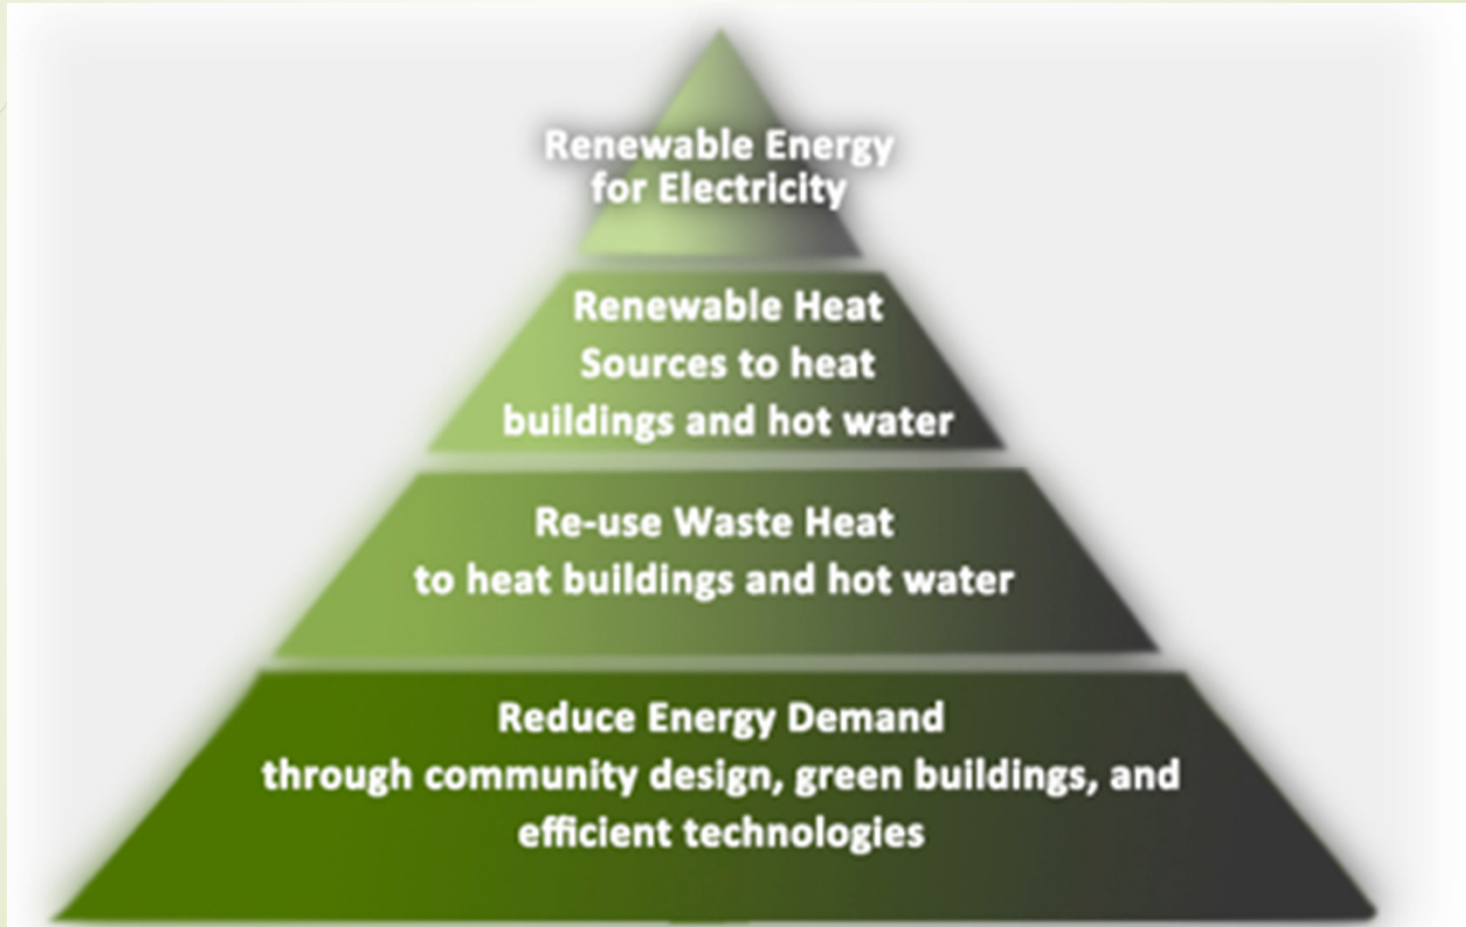 Renewable Energy
for Electricity
Renewable Heat
Sources to heat
buildings and hot water
Re-use Waste Heat
to heat buildings and hot water
Reduce Energy Demand
through community design, green buildings, and
efficient technologies